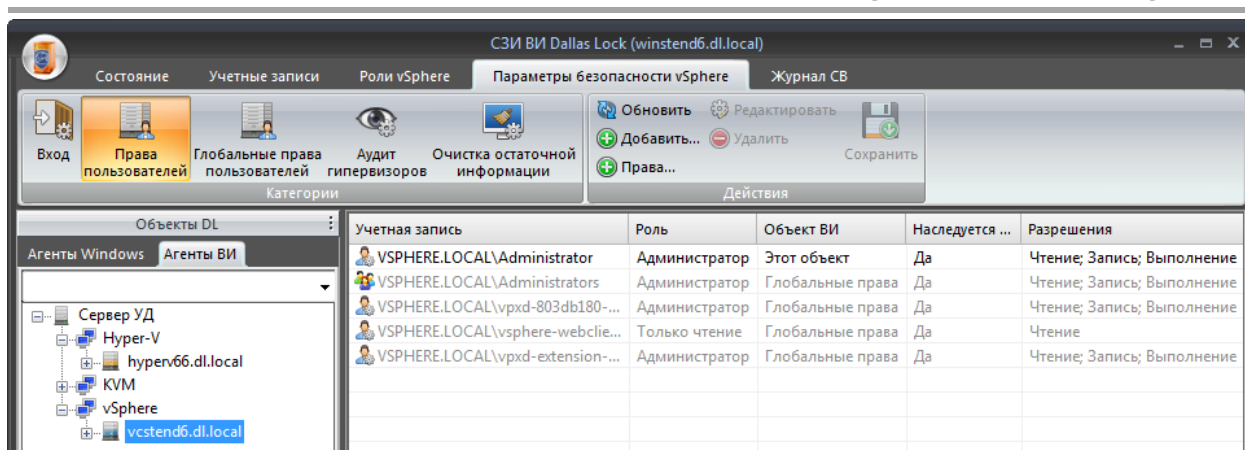 СЗИ ВИ Dallas Lock (winstend6.dl.local)
Состояние Учетные записи Роли vSphere Параметры безопасности vSphere Журнал СВ
Вход
Права пользователей
Глобальные права пользователей
Аудит гипервизоров
Очистка остаточной информации
Категории
Обновить Редактировать
Добавить... Удалить
Права...
Сохранить
Действия
Объекты DL
Агенты Windows Агенты ВИ
Сервер УД
Hyper-V
hyperv66.dl.local
KVM
vSphere
vcstend6.dl.local
Учетная запись Роль Объект ВИ Наследуется ... Разрешения
VSPHERE.LOCAL\Administrator Администратор Этот объект Да Чтение; Запись; Выполнение
VSPHERE.LOCAL\Administrators Администратор Глобальные права Да Чтение; Запись; Выполнение
VSPHERE.LOCAL\vpxd-803db180-... Администратор Глобальные права Да Чтение; Запись; Выполнение
VSPHERE.LOCAL\vsphere-webclie... Только чтение Глобальные права Да Чтение
VSPHERE.LOCAL\vpxd-extension-... Администратор Глобальные права Да Чтение; Запись; Выполнение